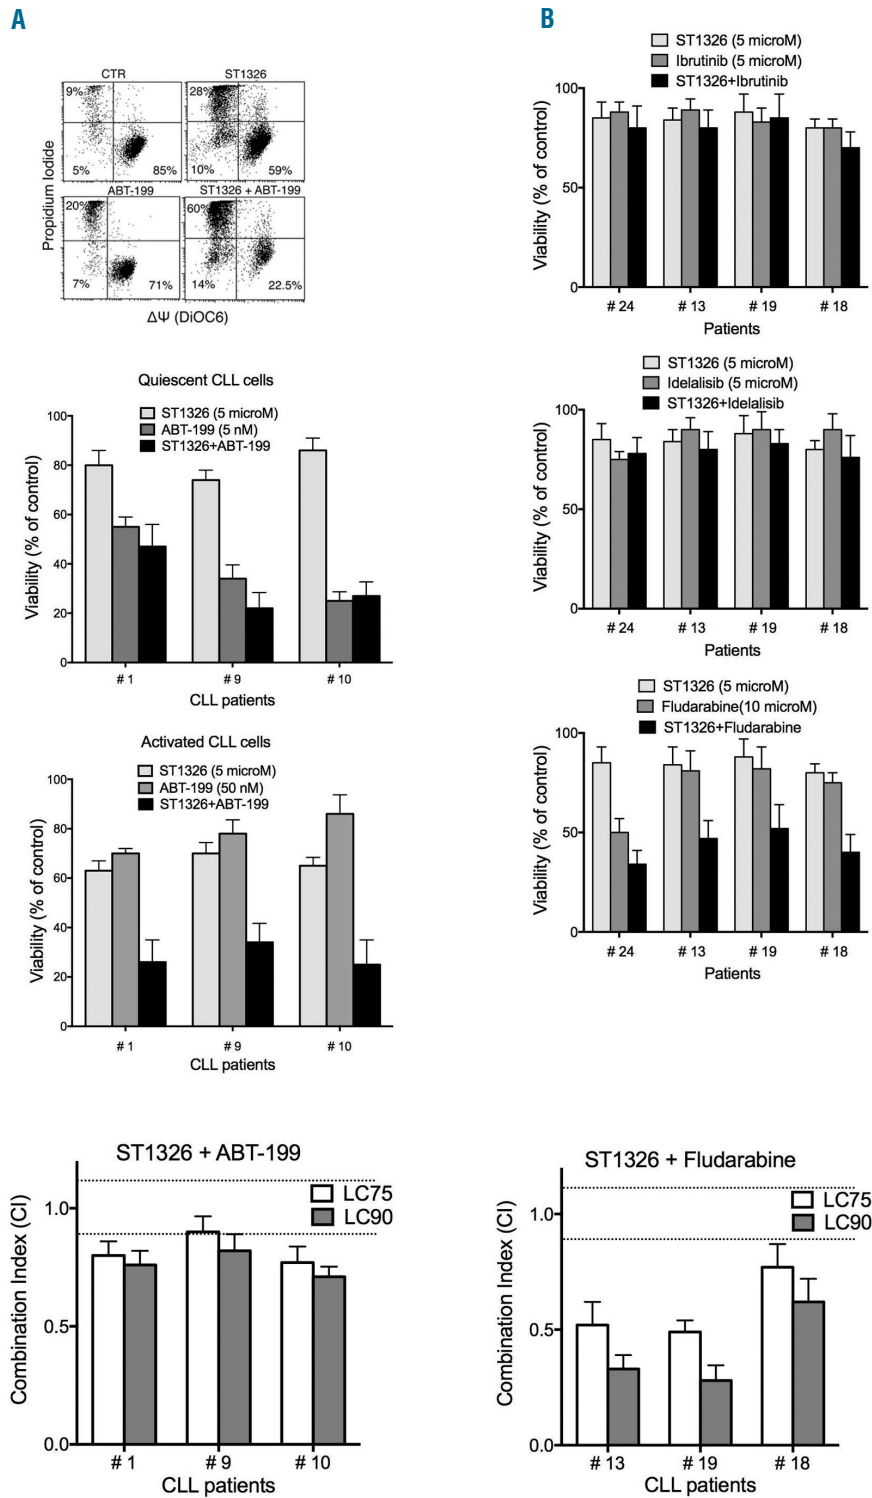 A
CTR
ST1326
9%
28%
5%
85%
10%
59%
ABT-199
ST1326 + ABT-199
20%
60%
7%
71%
14%
22.5%
Propidium Iodide
ΔΨ (DiOC6)
Quiescent CLL cells
ST1326 (5 microM)
ABT-199 (5 nM)
ST1326+ABT-199
Viability (% of control)
100
80
60
40
20
0
# 1
# 9
# 10
CLL patients
Activated CLL cells
ST1326 (5 microM)
ABT-199 (50 nM)
ST1326+ABT-199
Viability (% of control)
100
80
60
40
20
0
# 1
# 9
# 10
CLL patients
ST1326 + ABT-199
LC75
LC90
Combination Index (CI)
1.0
0.5
0.0
# 1
# 9
# 10
CLL patients
B
ST1326 (5 microM)
Ibrutinib (5 microM)
ST1326+Ibrutinib
Viability (% of control)
100
50
0
# 24
# 13
# 19
# 18
Patients
ST1326 (5 microM)
Idelalisib (5 microM)
ST1326+Idelalisib
Viability (% of control)
100
50
0
# 24
# 13
# 19
# 18
Patients
ST1326 (5 microM)
Fludarabine(10 microM)
ST1326+Fludarabine
Viability (% of control)
100
50
0
# 24
# 13
# 19
# 18
Patients
ST1326 + Fludarabine
LC75
LC90
Combination Index (CI)
1.0
0.5
0.0
# 13
# 19
# 18
CLL patients